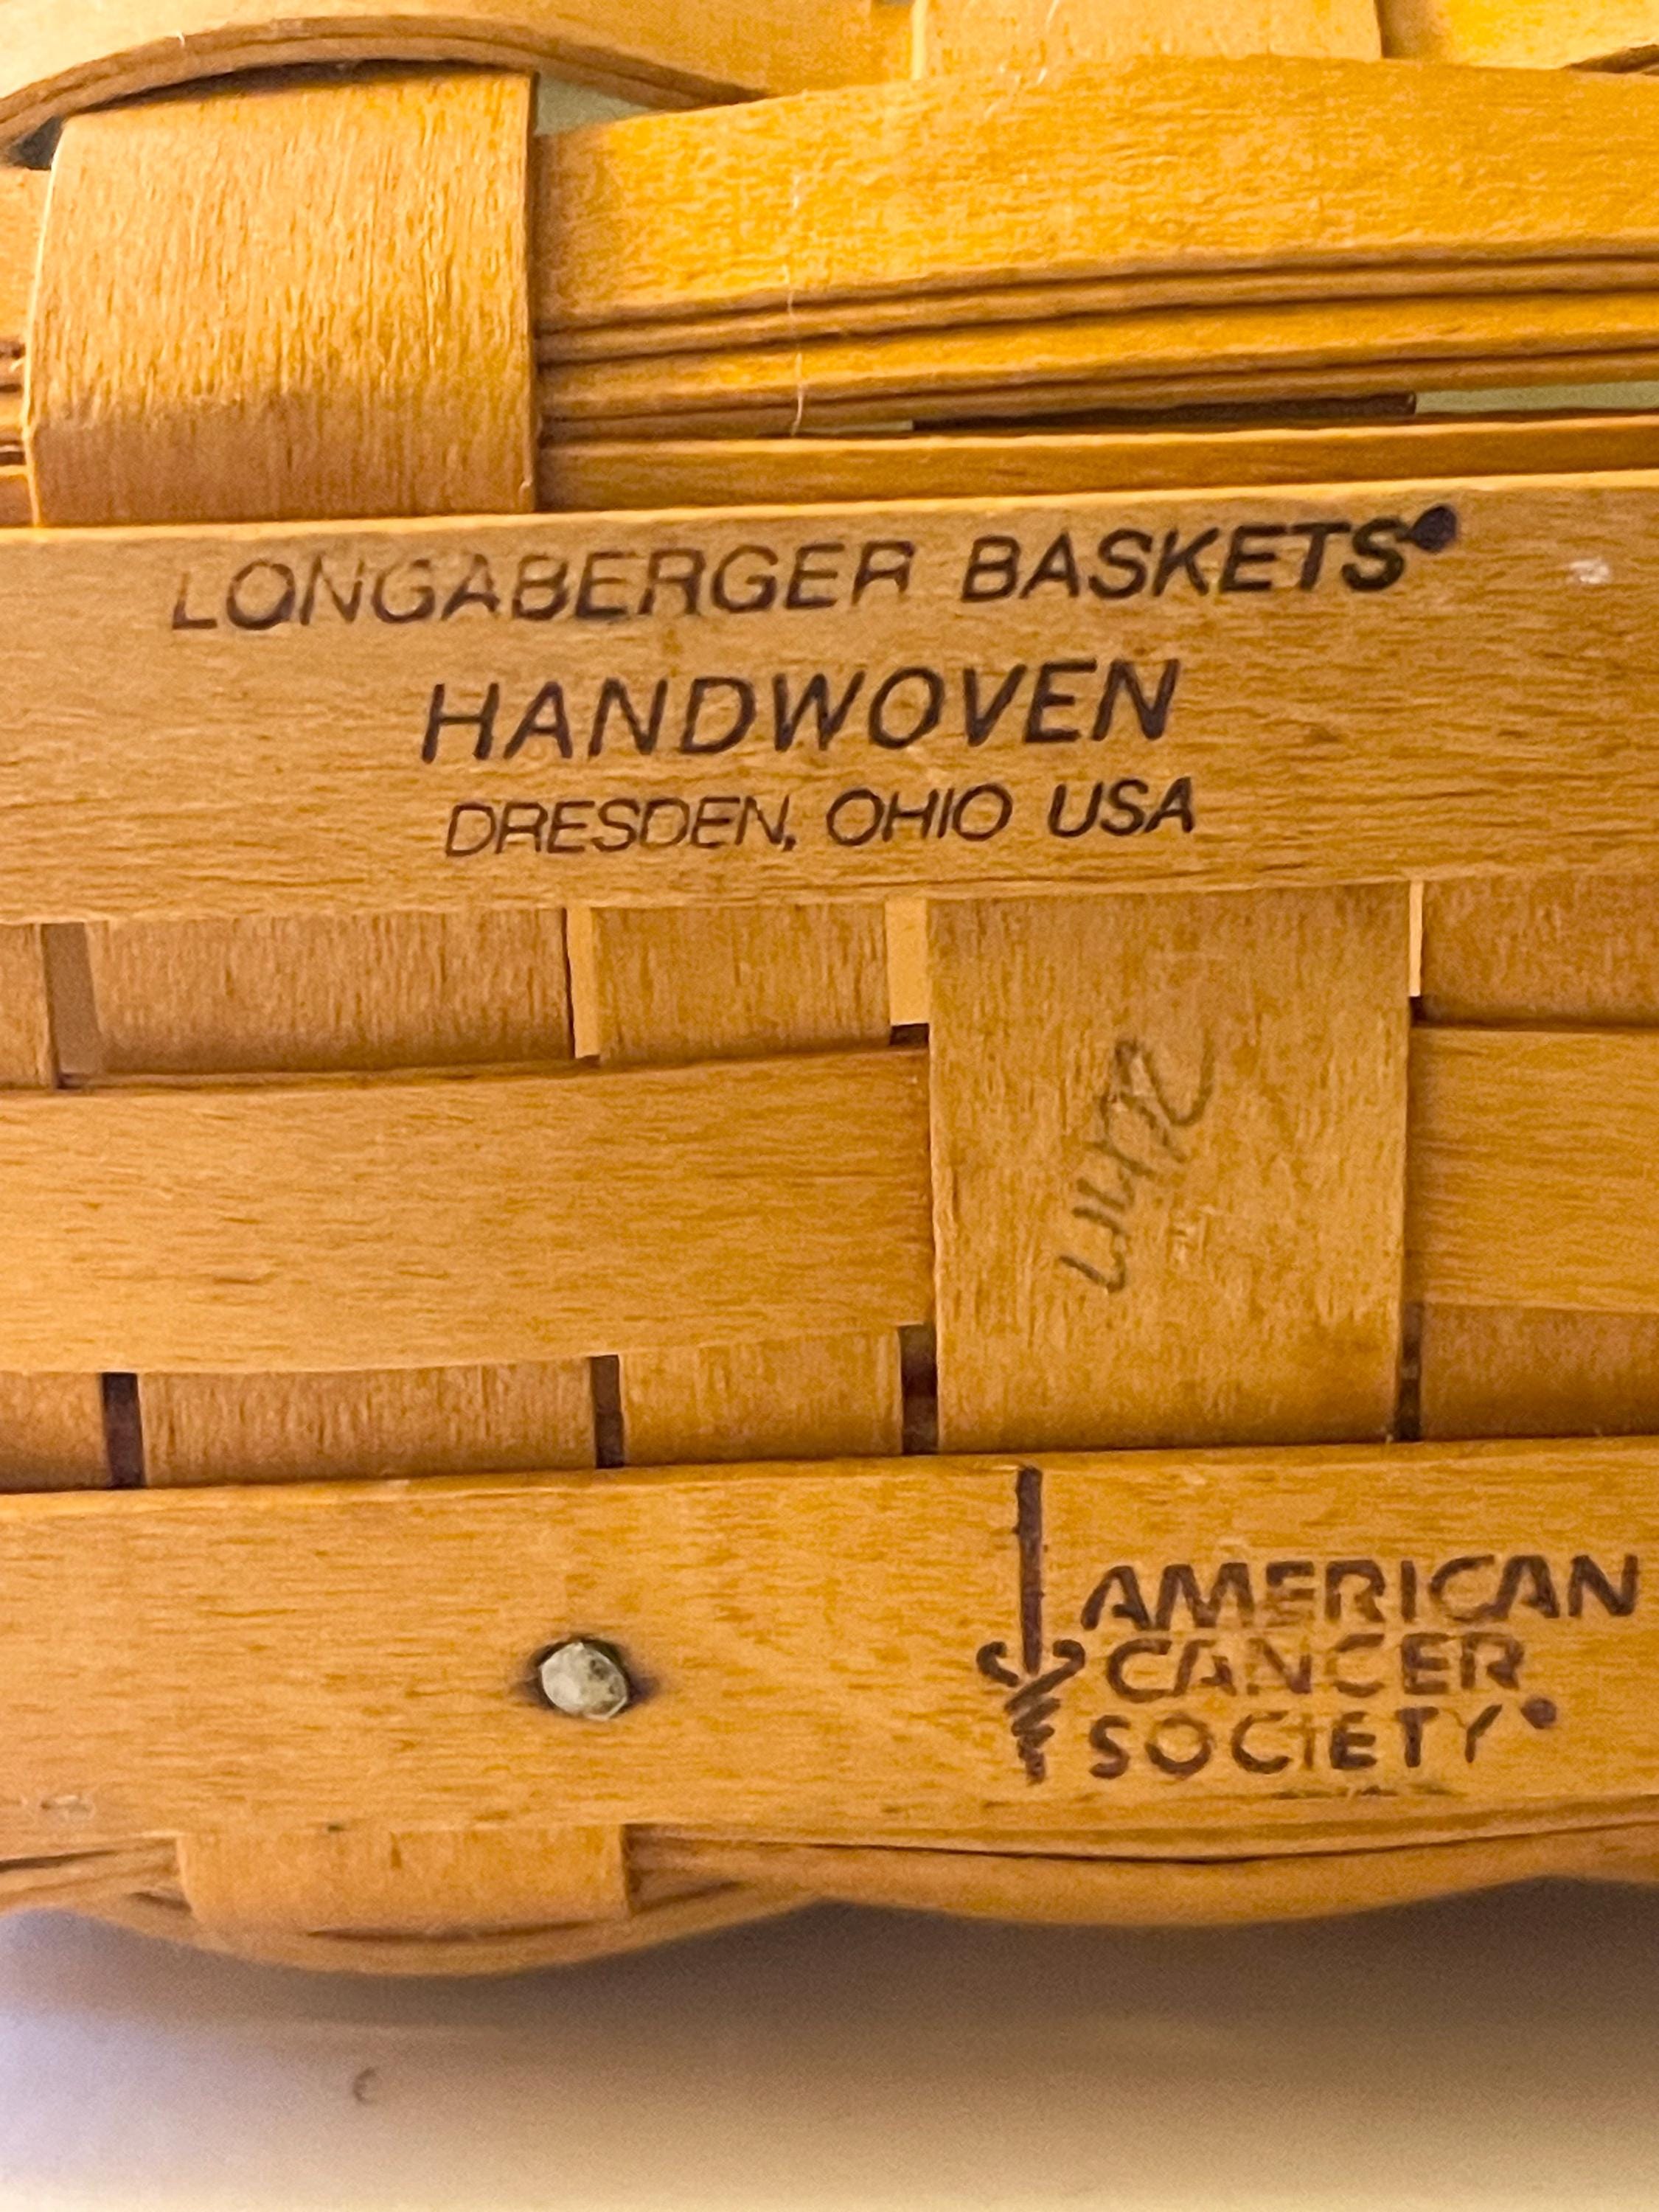 LONGABERGER BASKETS
HANDWOVEN
DRESDEN, OHIO USA
AMERICAN
CANCER
SOCIETY